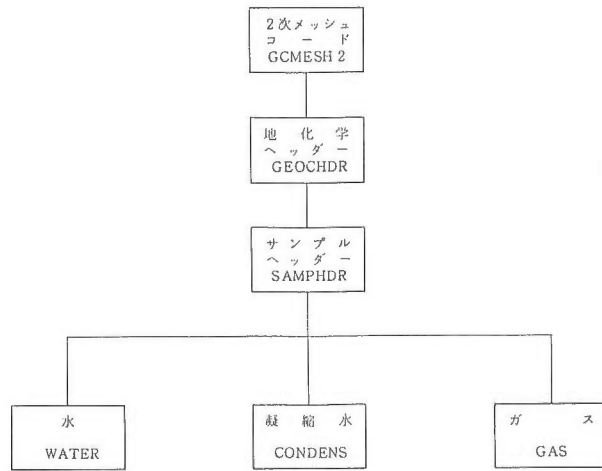 2次メッシュ
コード
GCMESH 2
地化学
ヘッダー
GEOCHDR
サンプル
ヘッダー
SAMPHDR
水
WATER
凝縮水
CONDENS
ガス
GAS